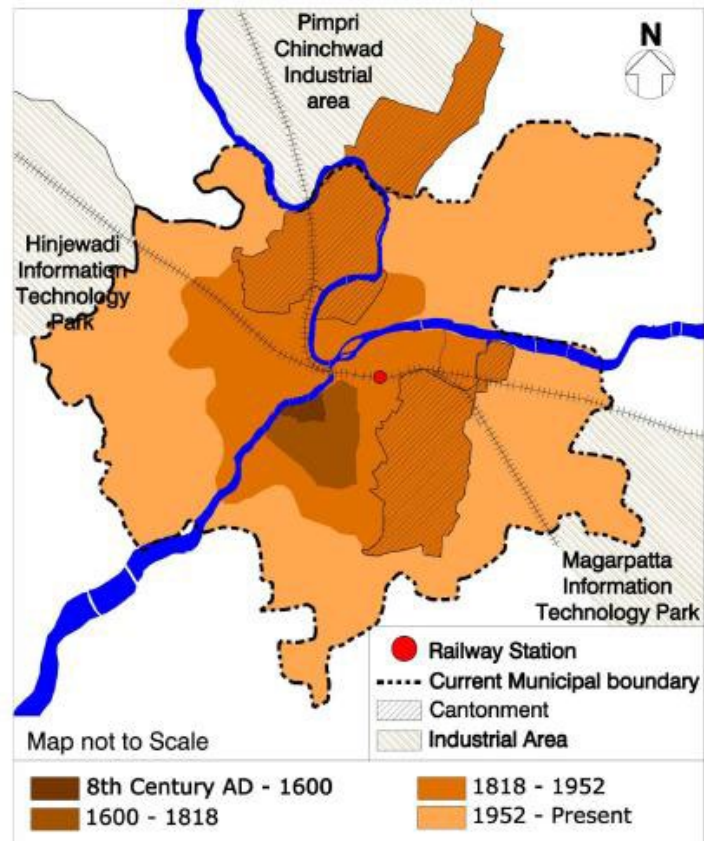 Pimpri
Chinchwad
Industrial
area
N
Hinjewadi
Information
Technology
Park
Magarpatta
Information
Technology Park
Railway Station
Current Municipal boundary
Cantonment
Industrial Area
Map not to Scale
8th Century AD - 1600
1600 - 1818
1818 - 1952
1952 - Present